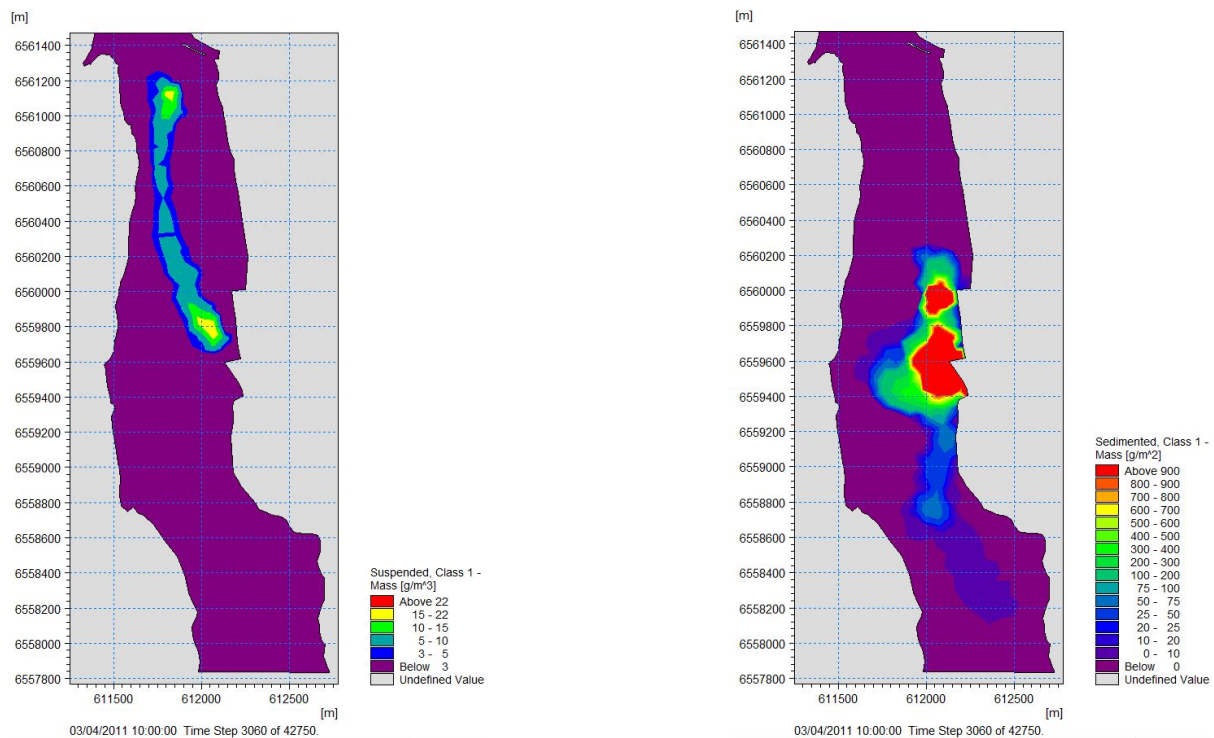 [m]
6561400
6561200
6561000
6560800
6560600
6560400
6560200
6560000
6559800
6559600
6559400
6559200
6559000
6558800
6558600
6558400
6558200
6558000
6557800
611500 612000 612500
[m]
03/04/2011 10:00:00 Time Step 3060 of 42750.
Suspended, Class 1 -
Mass [g/m^3]
Above 22
15 - 22
10 - 15
5 - 10
3 - 5
Below 3
Undefined Value
[m]
6561400
6561200
6561000
6560800
6560600
6560400
6560200
6560000
6559800
6559600
6559400
6559200
6559000
6558800
6558600
6558400
6558200
6558000
6557800
611500 612000 612500
[m]
03/04/2011 10:00:00 Time Step 3060 of 42750.
Sedimented, Class 1 -
Mass [g/m^2]
Above 900
800 - 900
700 - 800
600 - 700
500 - 600
400 - 500
300 - 400
200 - 300
100 - 200
75 - 100
50 - 75
25 - 50
20 - 25
10 - 20
0 - 10
Below 0
Undefined Value